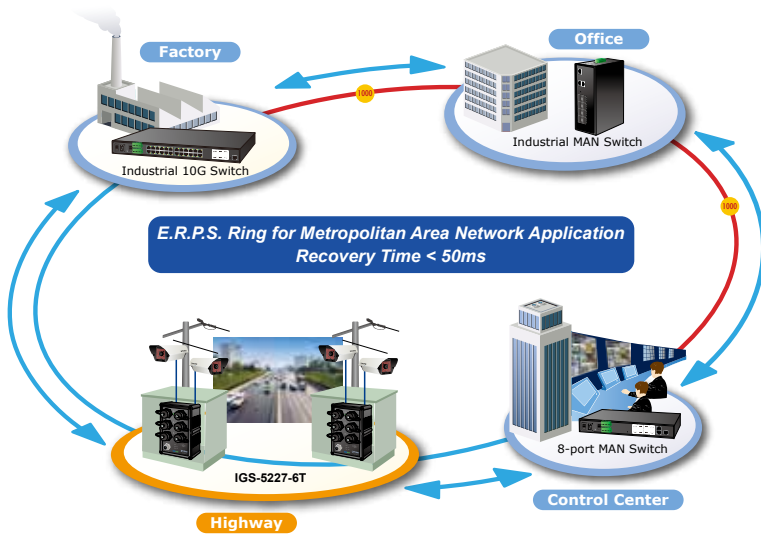 Factory
Office
1000
Industrial MAN Switch
Industrial 10G Switch
1000
E.R.P.S. Ring for Metropolitan Area Network Application
Recovery Time < 50ms
8-port MAN Switch
IGS-5227-6T
Control Center
Highway